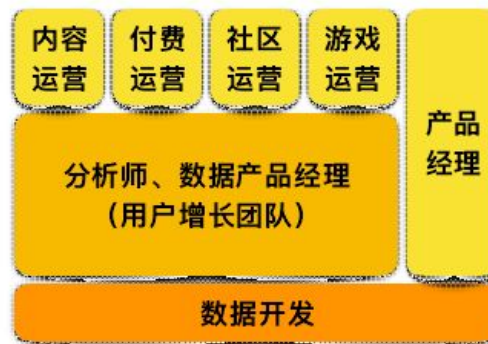 内容 付费 社区 游戏
运营 运营 运营 运营
产品
经理
分析师、数据产品经理
（用户增长团队）
数据开发